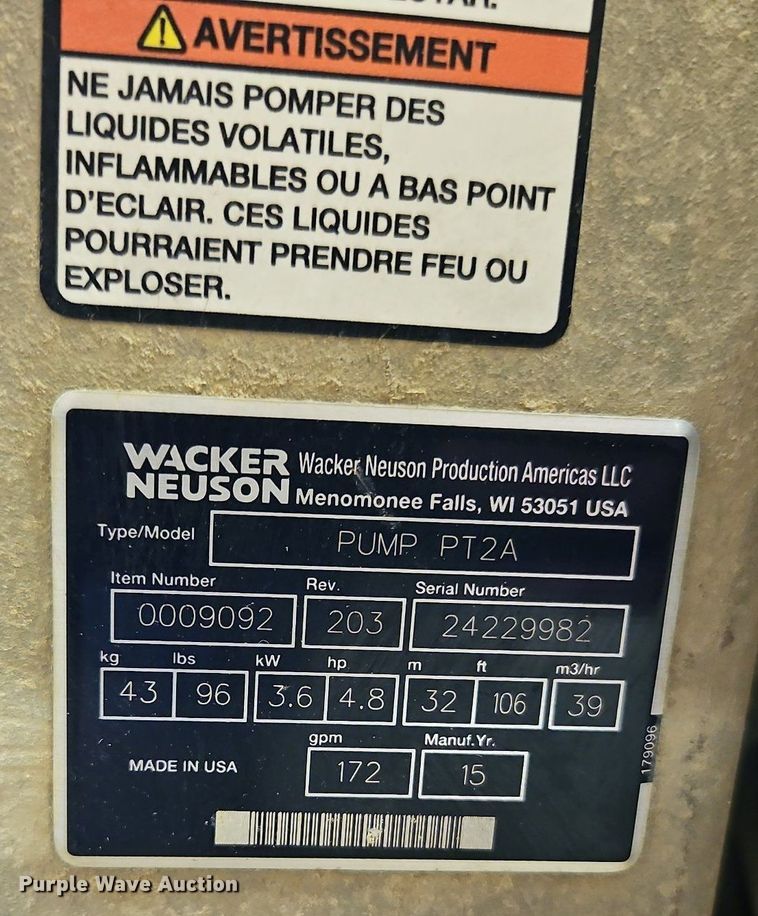 AVERTISSEMENT
NE JAMAIS POMPER DES
LIQUIDES VOLATILES,
INFLAMMABLES OU A BAS POINT
D'ECLAIR. CES LIQUIDES
POURRAIENT PRENDRE FEU OU
EXPLOSER.
WACKER NEUSON
Wacker Neuson Production Americas LLC
Menomonee Falls, WI 53051 USA
Type/Model PUMP PT2A
Item Number Rev. Serial Number
0009092 203 24229982
kg lbs kW hp m ft m3/hr
43 96 3.6 4.8 32 106 39
gpm Manuf.Yr.
MADE IN USA 172 15
179096
Purple Wave Auction